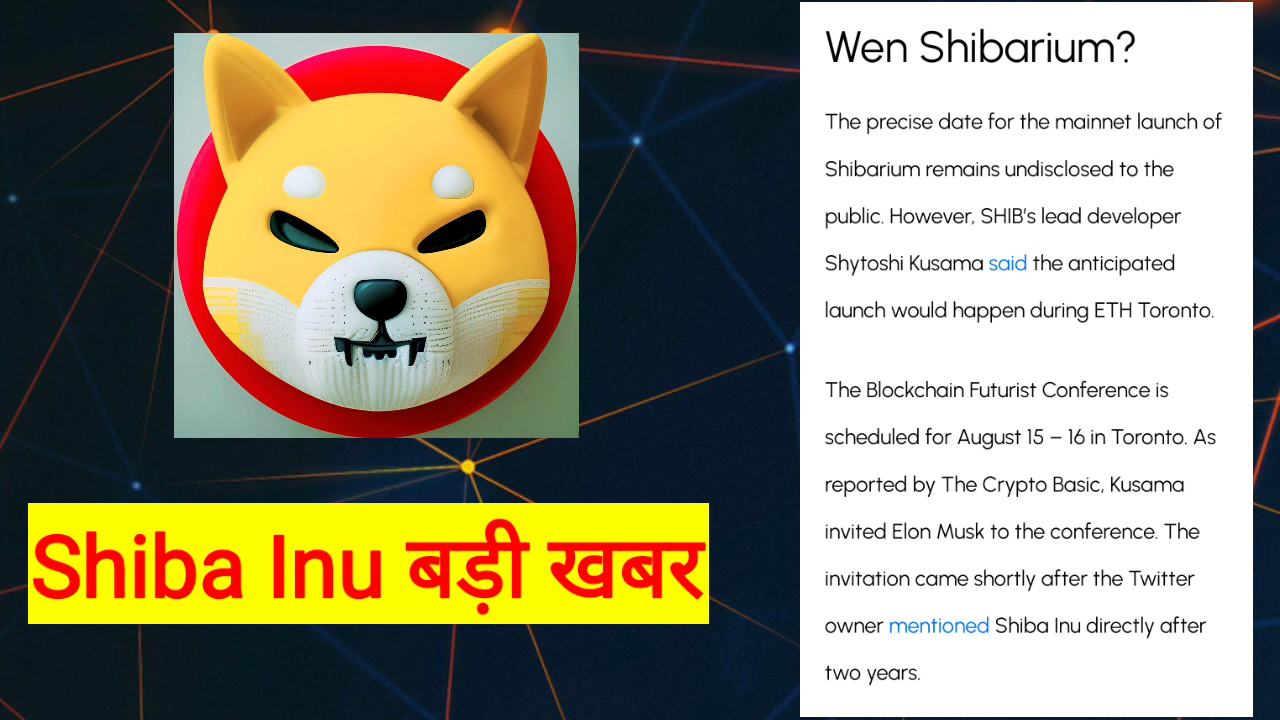 Wen Shibarium?
The precise date for the mainnet launch of
Shibarium remains undisclosed to the
public. However, SHIB’s lead developer
Shytoshi Kusama said the anticipated
launch would happen during ETH Toronto.
The Blockchain Futurist Conference is
scheduled for August 15 – 16 in Toronto. As
reported by The Crypto Basic, Kusama
invited Elon Musk to the conference. The
invitation came shortly after the Twitter
owner mentioned Shiba Inu directly after
two years.
Shiba Inu बड़ी खबर